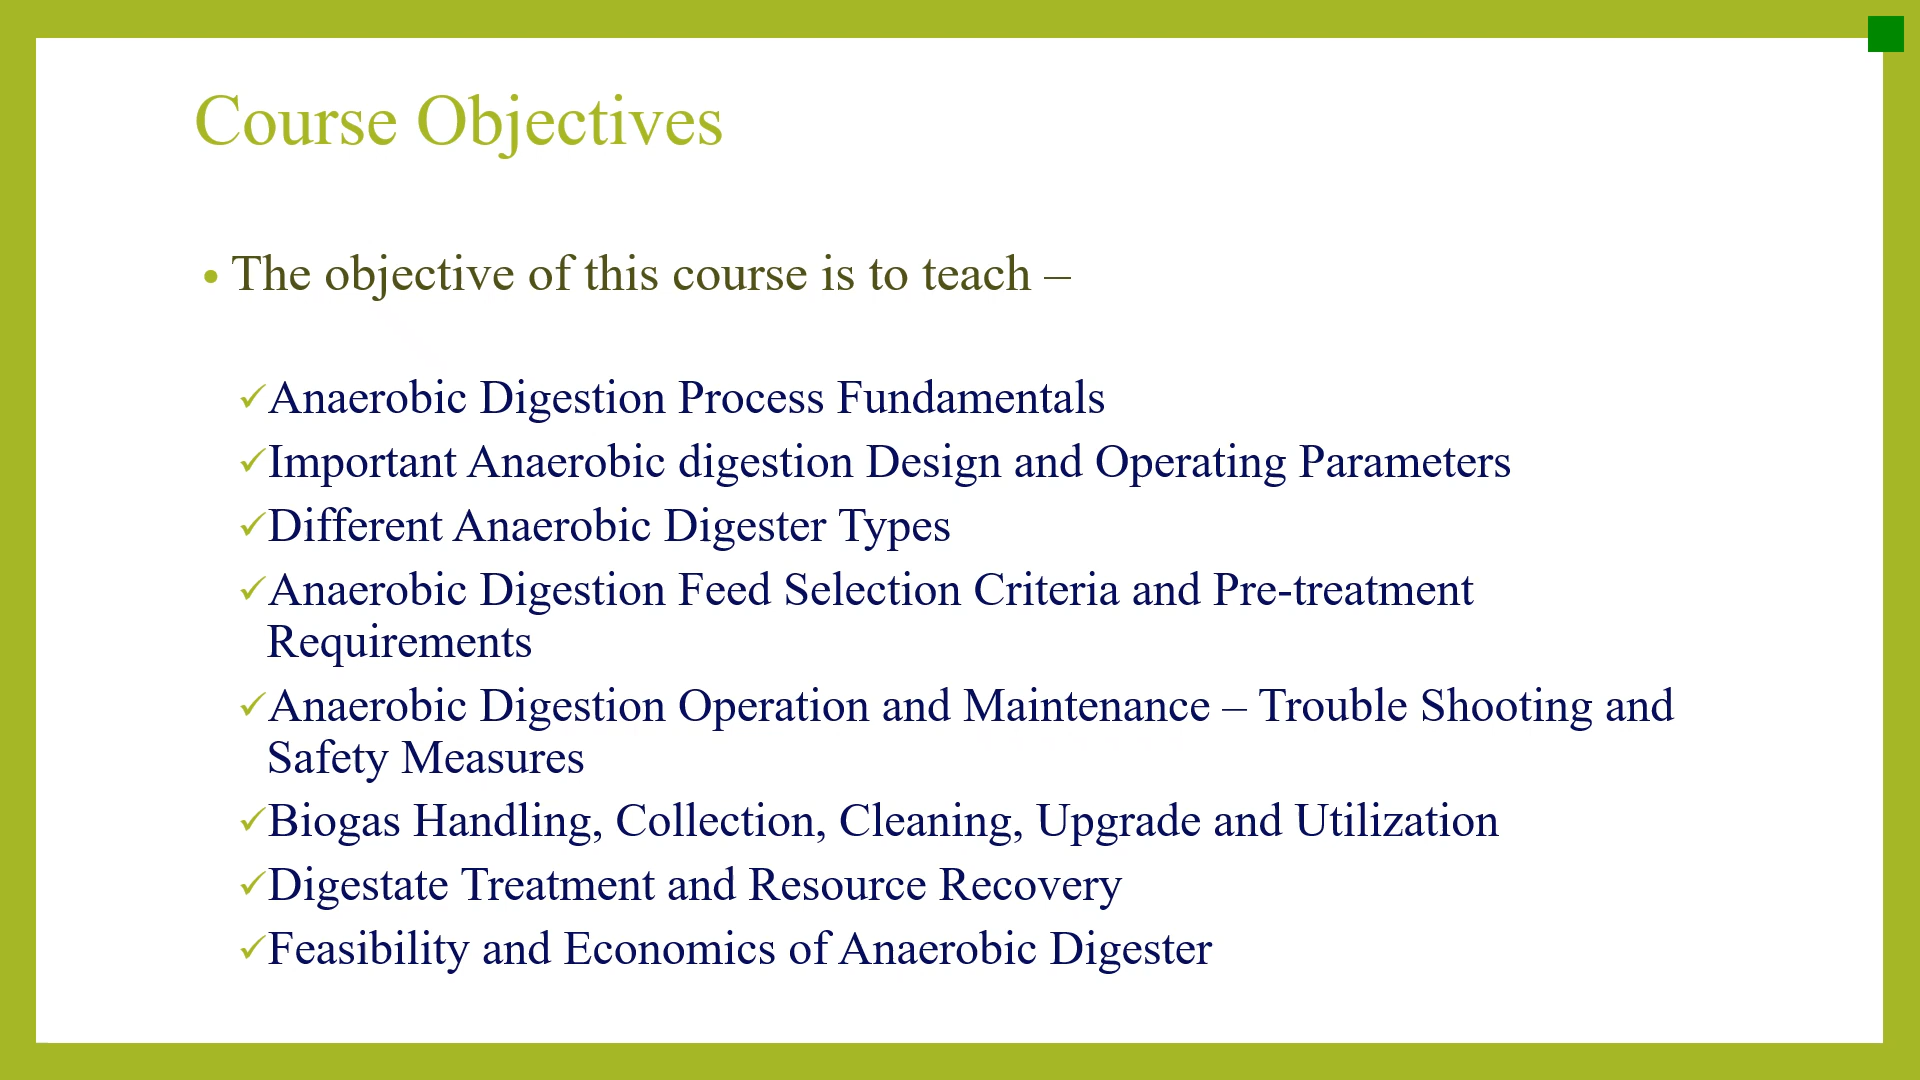 Course Objectives
• The objective of this course is to teach –
✓Anaerobic Digestion Process Fundamentals
✓Important Anaerobic digestion Design and Operating Parameters
✓Different Anaerobic Digester Types
✓Anaerobic Digestion Feed Selection Criteria and Pre-treatment
Requirements
✓Anaerobic Digestion Operation and Maintenance – Trouble Shooting and
Safety Measures
✓Biogas Handling, Collection, Cleaning, Upgrade and Utilization
✓Digestate Treatment and Resource Recovery
✓Feasibility and Economics of Anaerobic Digester